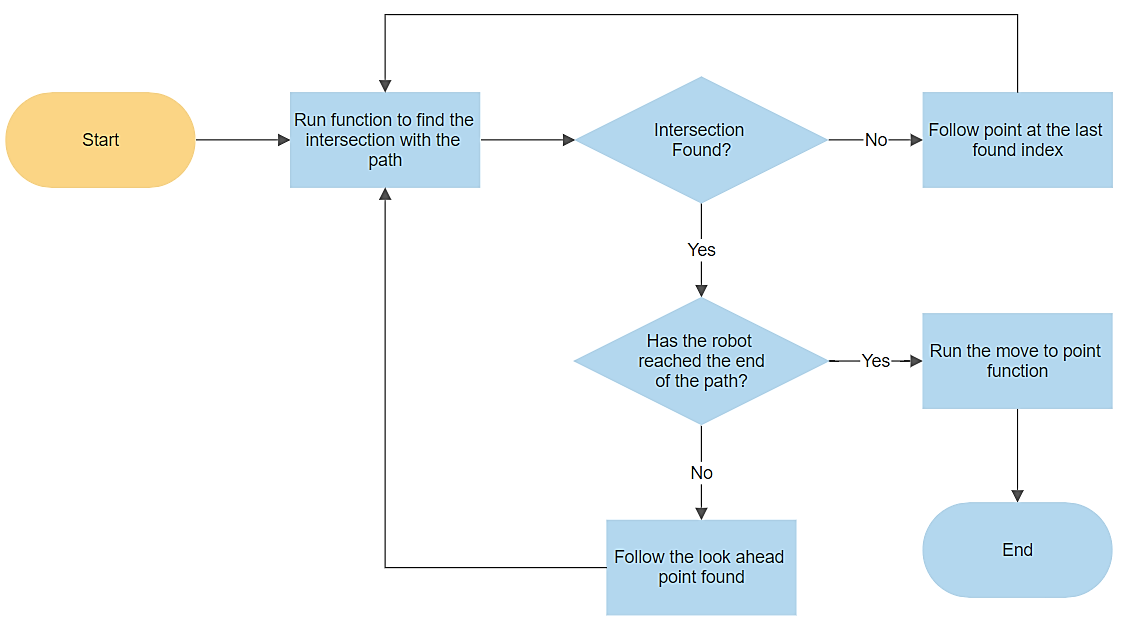 Start
Run function to find the
intersection with the
path
Intersection
Found?
No
Follow point at the last
found index
Yes
Has the robot
reached the end
of the path?
Yes
Run the move to point
function
No
Follow the look ahead
point found
End